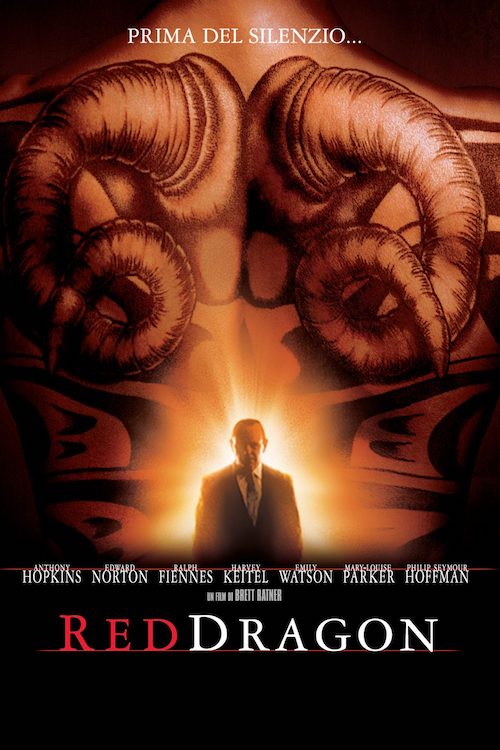 PRIMA DEL SILENZIO...
ANTHONY EDWARD RALPH HARVEY EMILY MARY-LOUISE PHILIP SEYMOUR
HOPKINS NORTON FIENNES KEITEL WATSON PARKER HOFFMAN
UN FILM DI BRETT RATNER
RED DRAGON